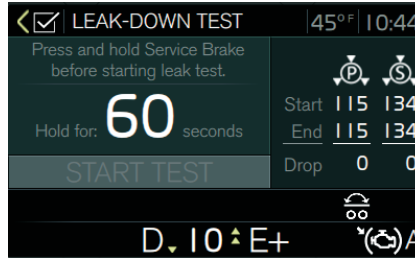 LEAK-DOWN TEST 45°F 10:44
Press and hold Service Brake
before starting leak test.
Hold for: 60 seconds
START TEST
P S
Start 115 134
End 115 134
Drop 0 0
D 10 E+ A